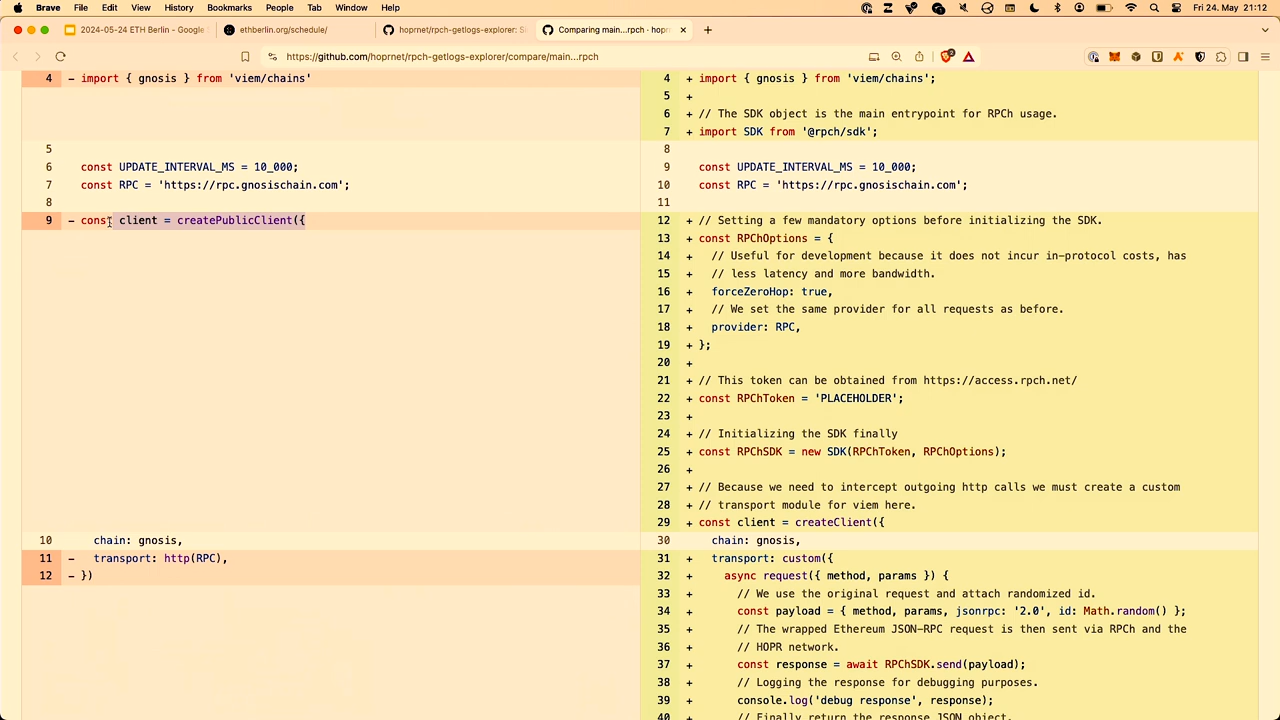 Brave File Edit View History Bookmarks People Tab Window Help Fri 24. May 21:12
2024-05-24 ETH Berlin - Google
ethberlin.org/schedule/
hoprnet/rpch-getlogs-explorer: Si
Comparing main...rpch · hopr
https://github.com/hoprnet/rpch-getlogs-explorer/compare/main...rpch
4 - import { gnosis } from 'viem/chains'
5
6 const UPDATE_INTERVAL_MS = 10_000;
7 const RPC = 'https://rpc.gnosischain.com';
8
9 - const client = createPublicClient({
10 chain: gnosis,
11 - transport: http(RPC),
12 - })
4 + import { gnosis } from 'viem/chains';
5 +
6 + // The SDK object is the main entrypoint for RPCh usage.
7 + import SDK from '@rpch/sdk';
8
9 const UPDATE_INTERVAL_MS = 10_000;
10 const RPC = 'https://rpc.gnosischain.com';
11
12 + // Setting a few mandatory options before initializing the SDK.
13 + const RPChOptions = {
14 + // Useful for development because it does not incur in-protocol costs, has
15 + // less latency and more bandwidth.
16 + forceZeroHop: true,
17 + // We set the same provider for all requests as before.
18 + provider: RPC,
19 + };
20 +
21 + // This token can be obtained from https://access.rpch.net/
22 + const RPChToken = 'PLACEHOLDER';
23 +
24 + // Initializing the SDK finally
25 + const RPChSDK = new SDK(RPChToken, RPChOptions);
26 +
27 + // Because we need to intercept outgoing http calls we must create a custom
28 + // transport module for viem here.
29 + const client = createClient({
30 chain: gnosis,
31 + transport: custom({
32 + async request({ method, params }) {
33 + // We use the original request and attach randomized id.
34 + const payload = { method, params, jsonrpc: '2.0', id: Math.random() };
35 + // The wrapped Ethereum JSON-RPC request is then sent via RPCh and the
36 + // HOPR network.
37 + const response = await RPChSDK.send(payload);
38 + // Logging the response for debugging purposes.
39 + console.log('debug response', response);
40 + // Finally return the response JSON object.